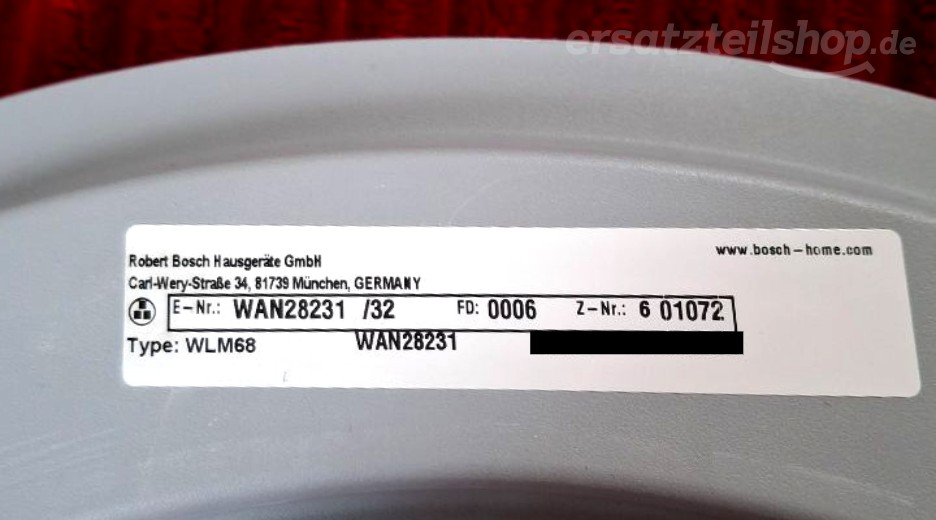 ersatzteilshop.de
www.bosch-home.com
Robert Bosch Hausgeräte GmbH
Carl-Wery-Straße 34, 81739 München, GERMANY
E-Nr.: WAN28231 /32 FD: 0006 Z-Nr.: 6 01072
Type: WLM68 WAN28231